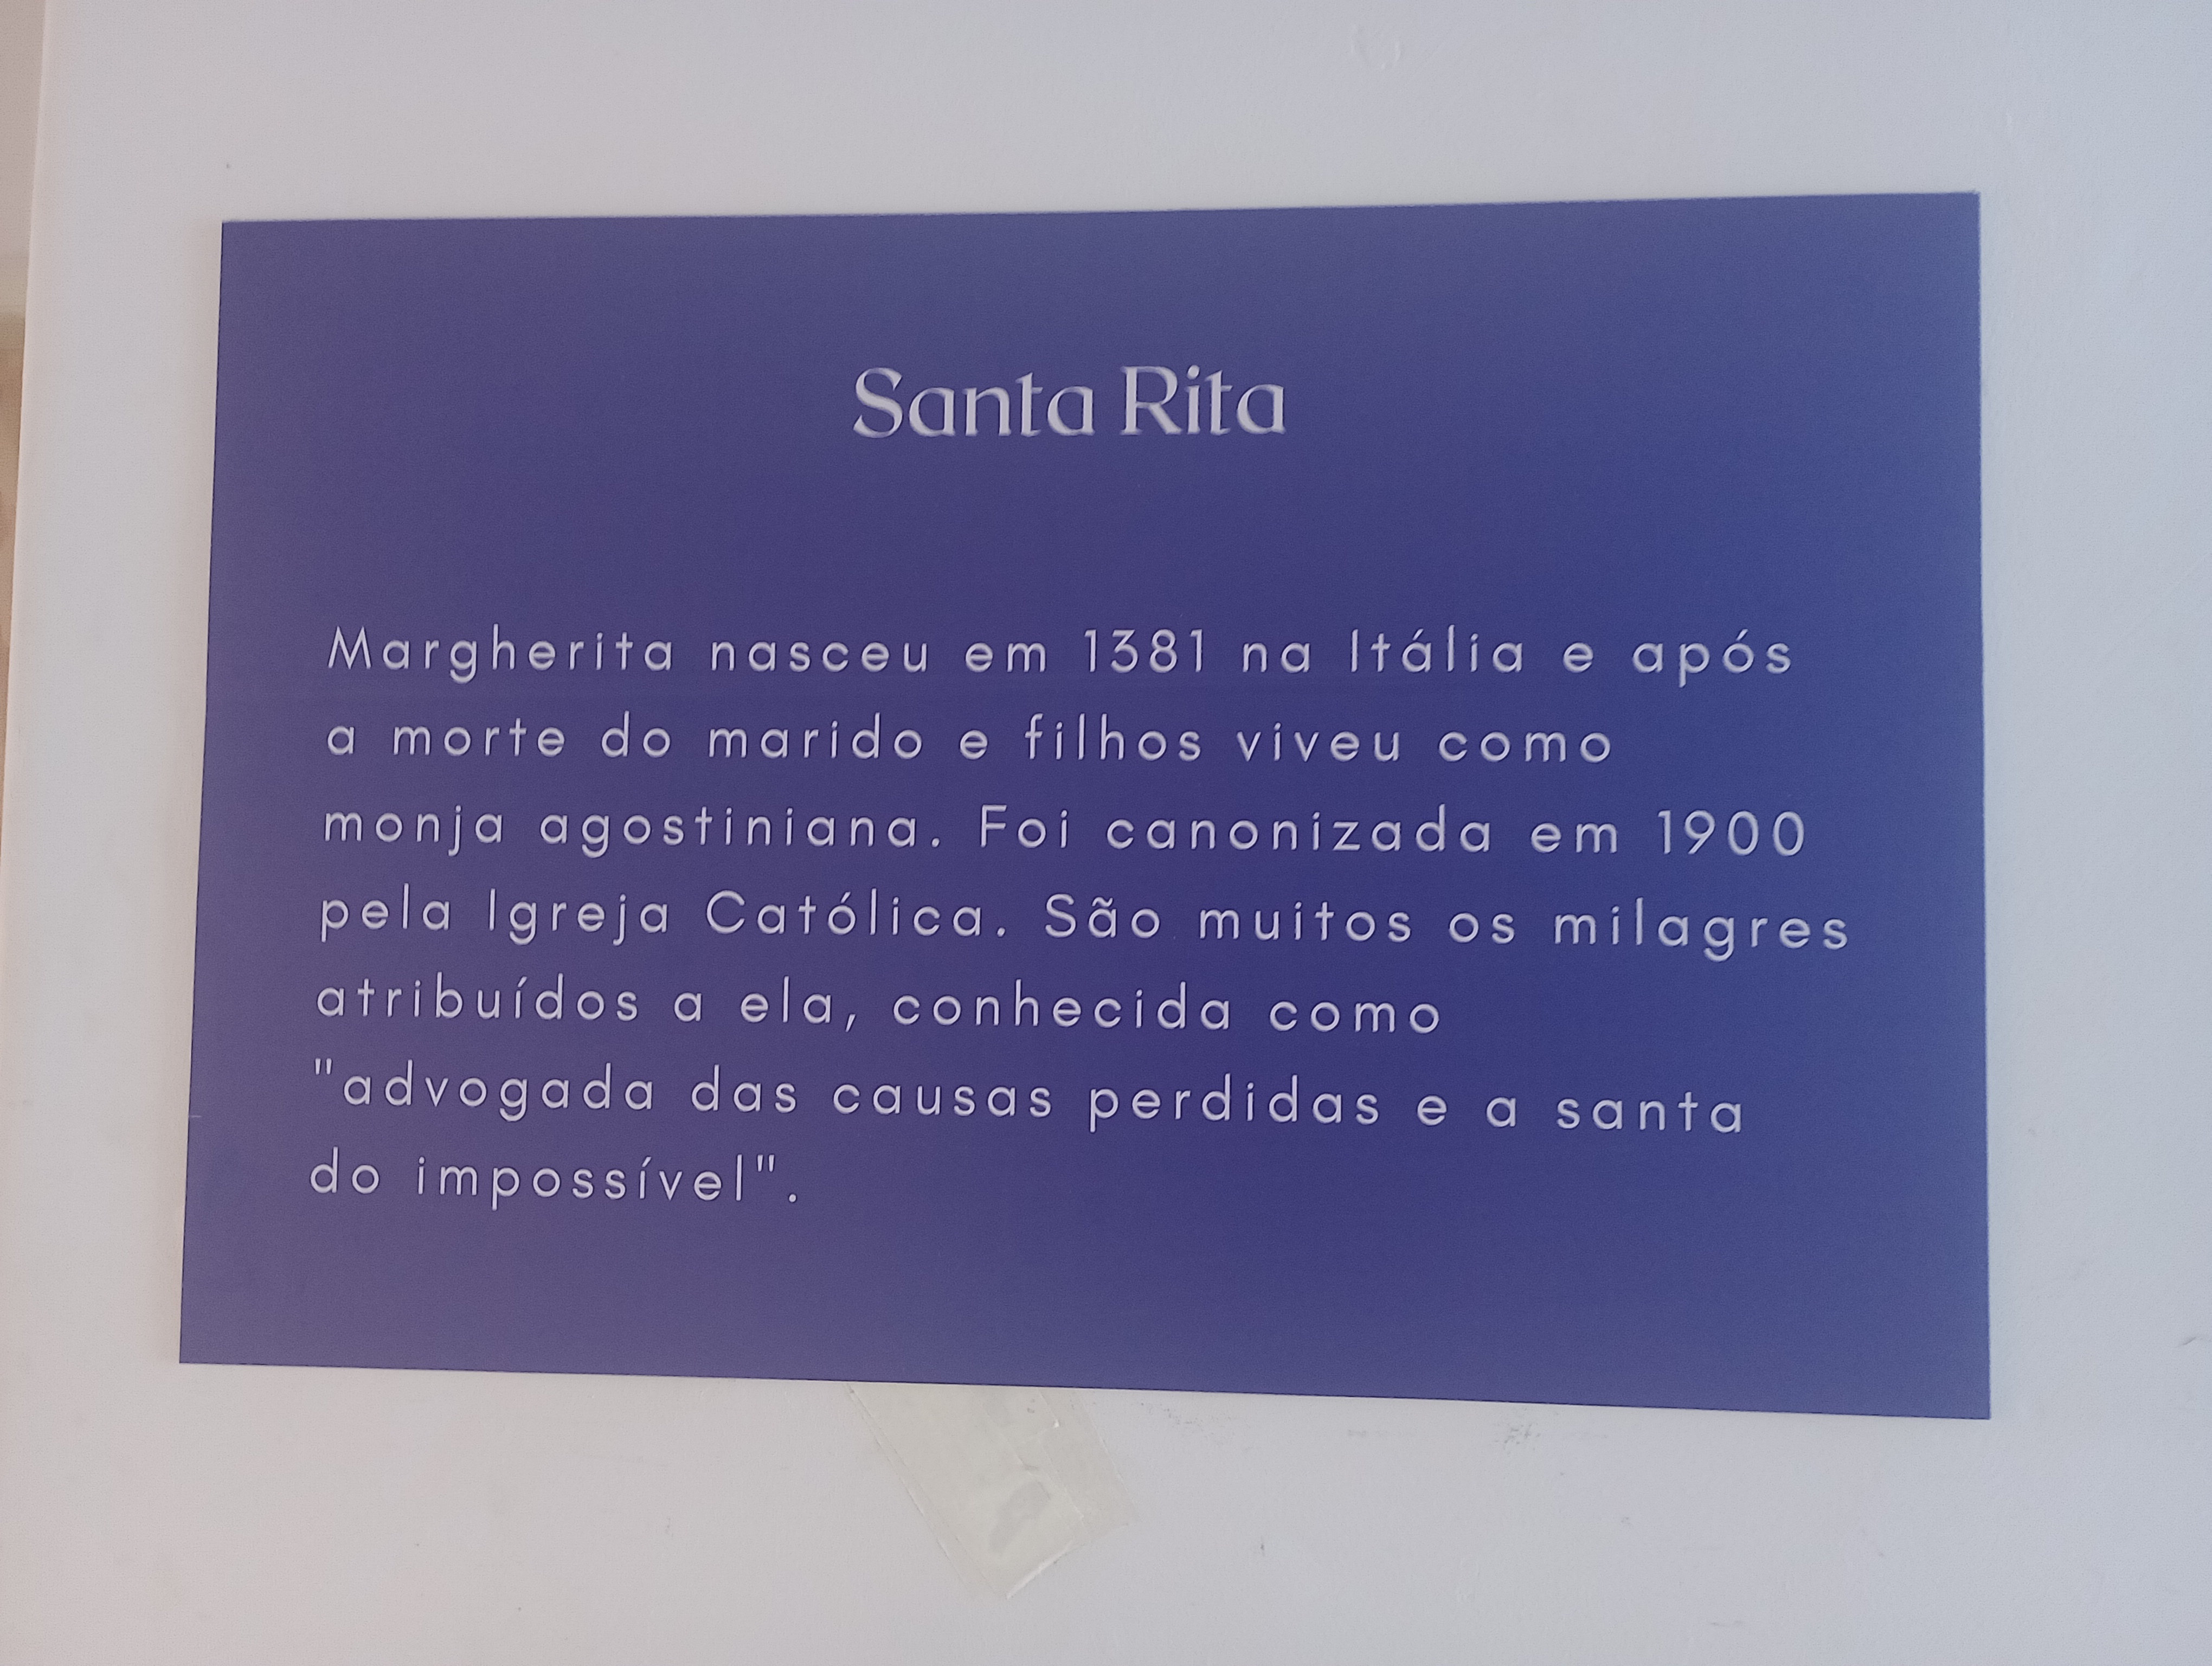 Santa Rita
Margherita nasceu em 1381 na Itália e após
a morte do marido e filhos viveu como
monja agostiniana. Foi canonizada em 1900
pela Igreja Católica. São muitos os milagres
atribuídos a ela, conhecida como
"advogada das causas perdidas e a santa
do impossível".